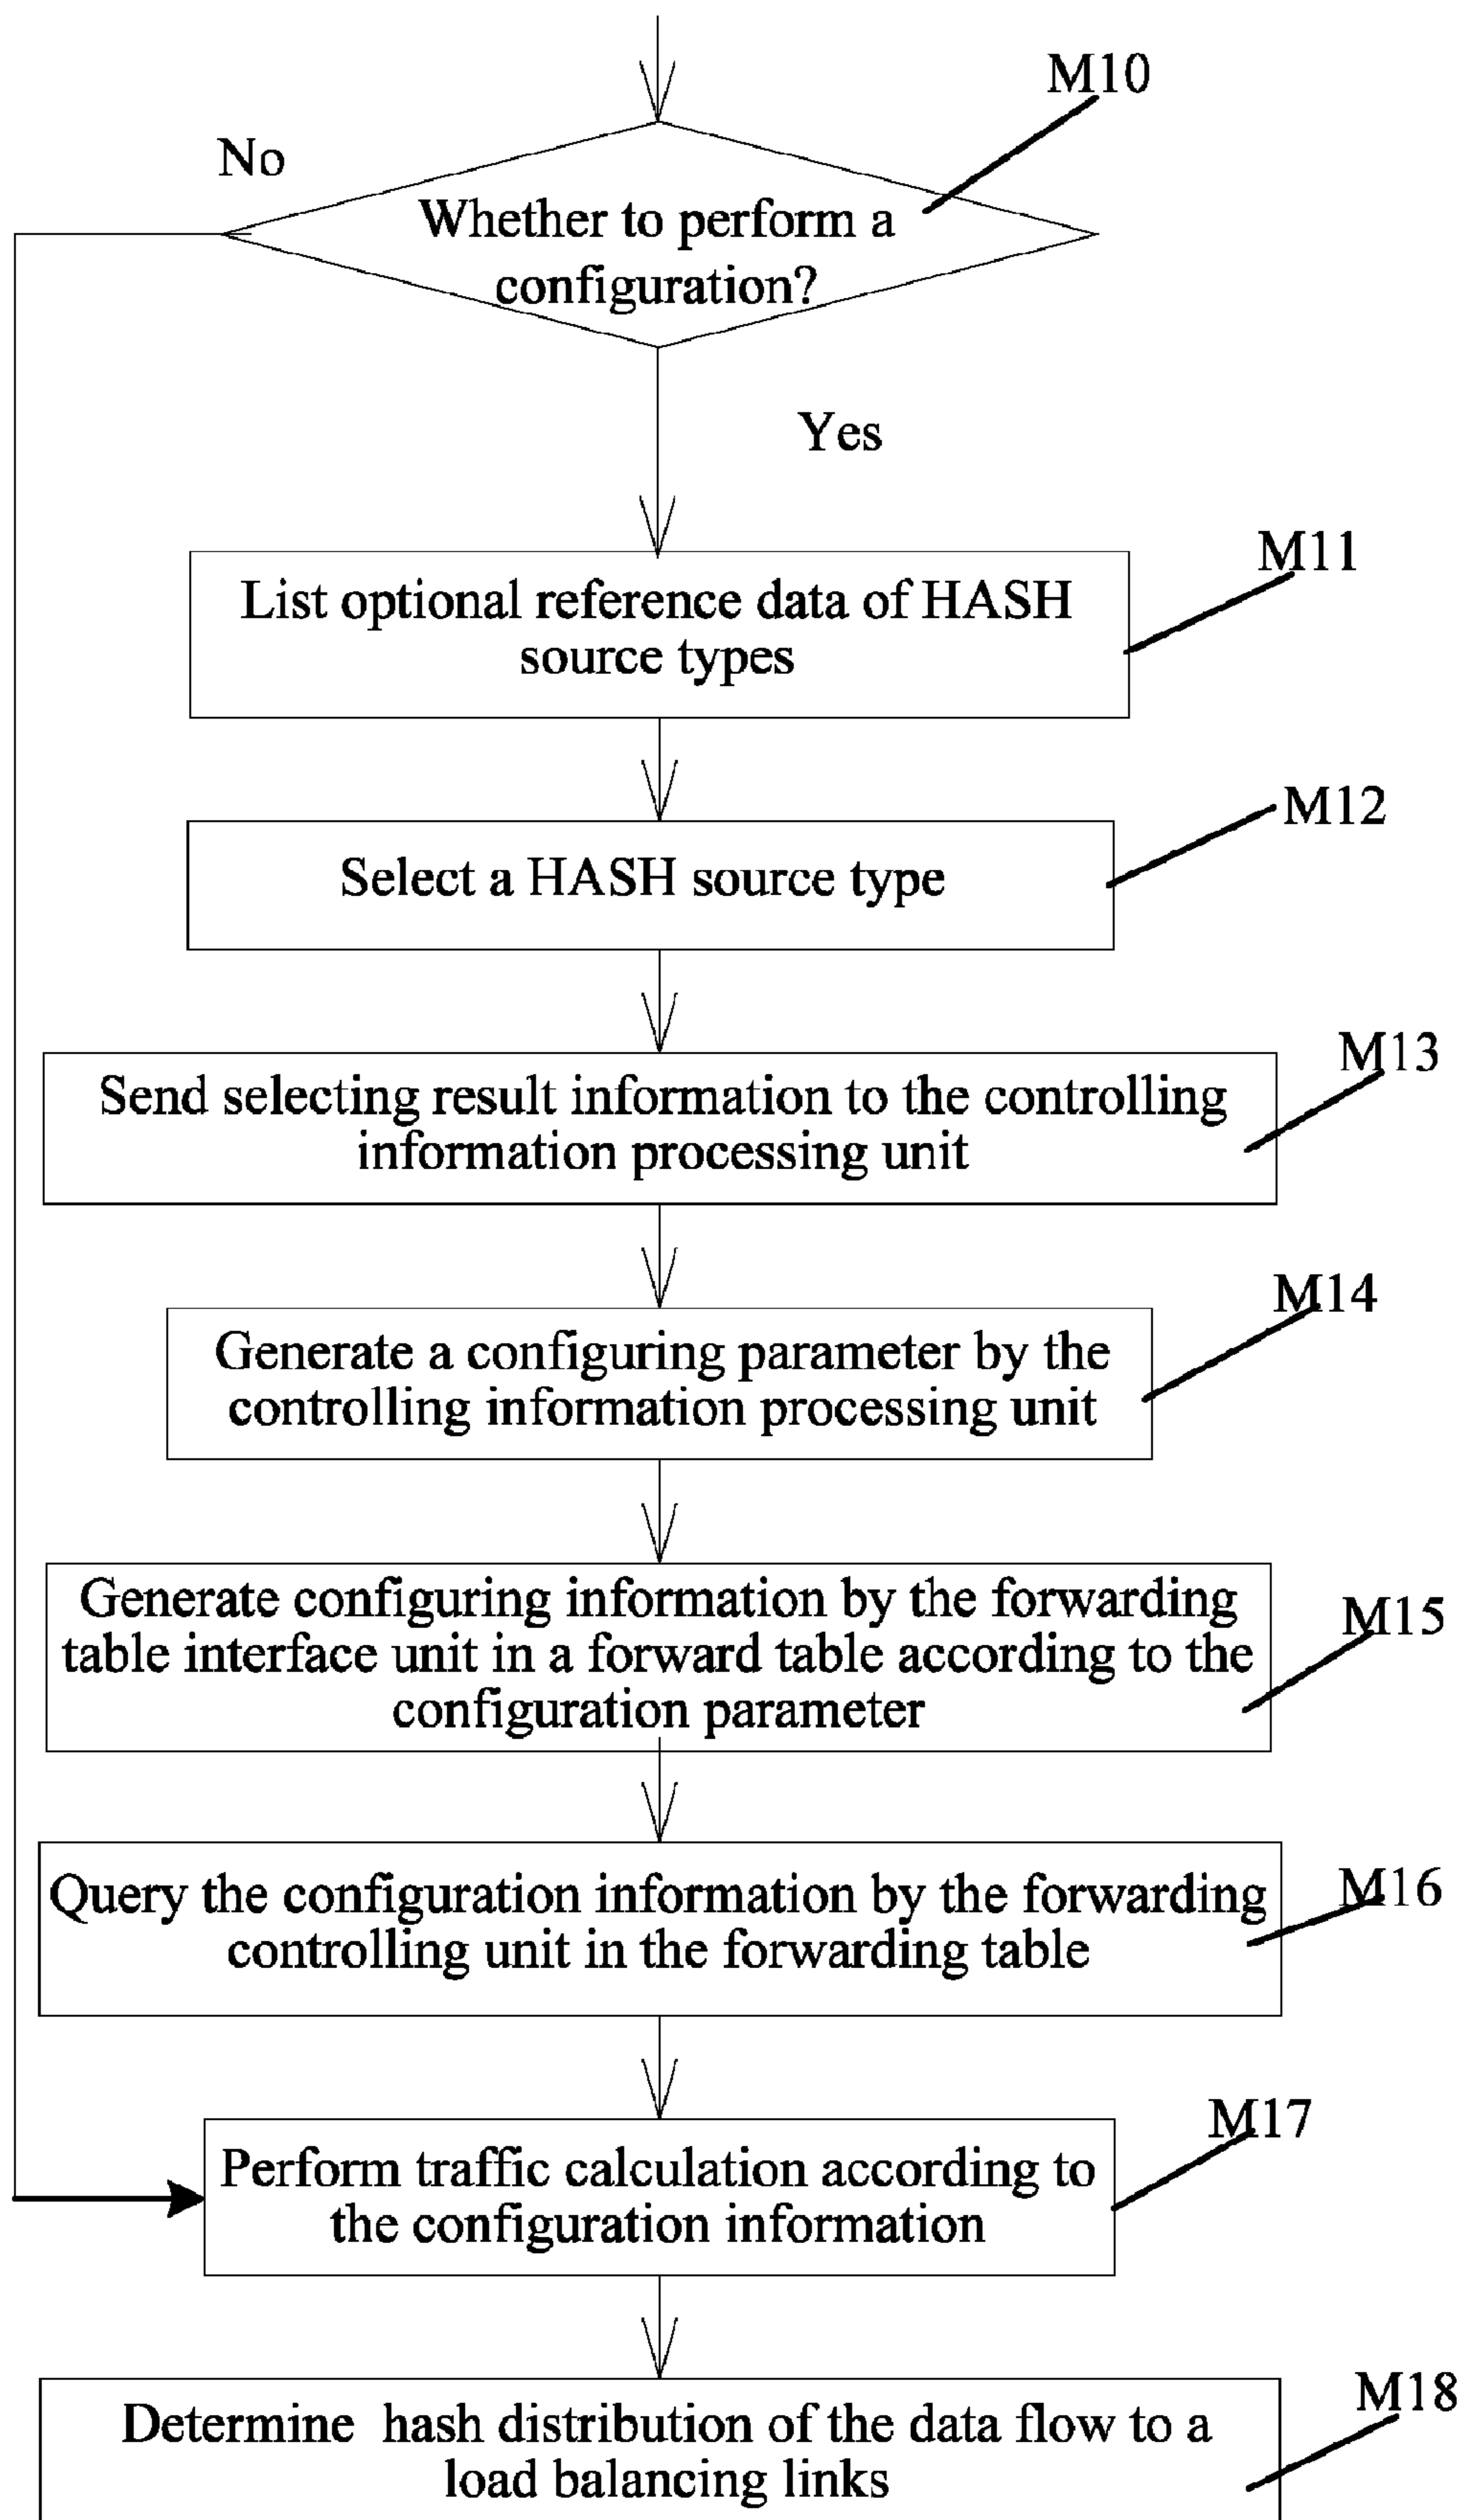 M10
No
Whether to perform a
configuration?
Yes
M11
List optional reference data of HASH
source types
M12
Select a HASH source type
M13
Send selecting result information to the controlling
information processing unit
M14
Generate a configuring parameter by the
controlling information processing unit
M15
Generate configuring information by the forwarding
table interface unit in a forward table according to the
configuration parameter
M16
Query the configuration information by the forwarding
controlling unit in the forwarding table
M17
Perform traffic calculation according to
the configuration information
M18
Determine hash distribution of the data flow to a
load balancing links